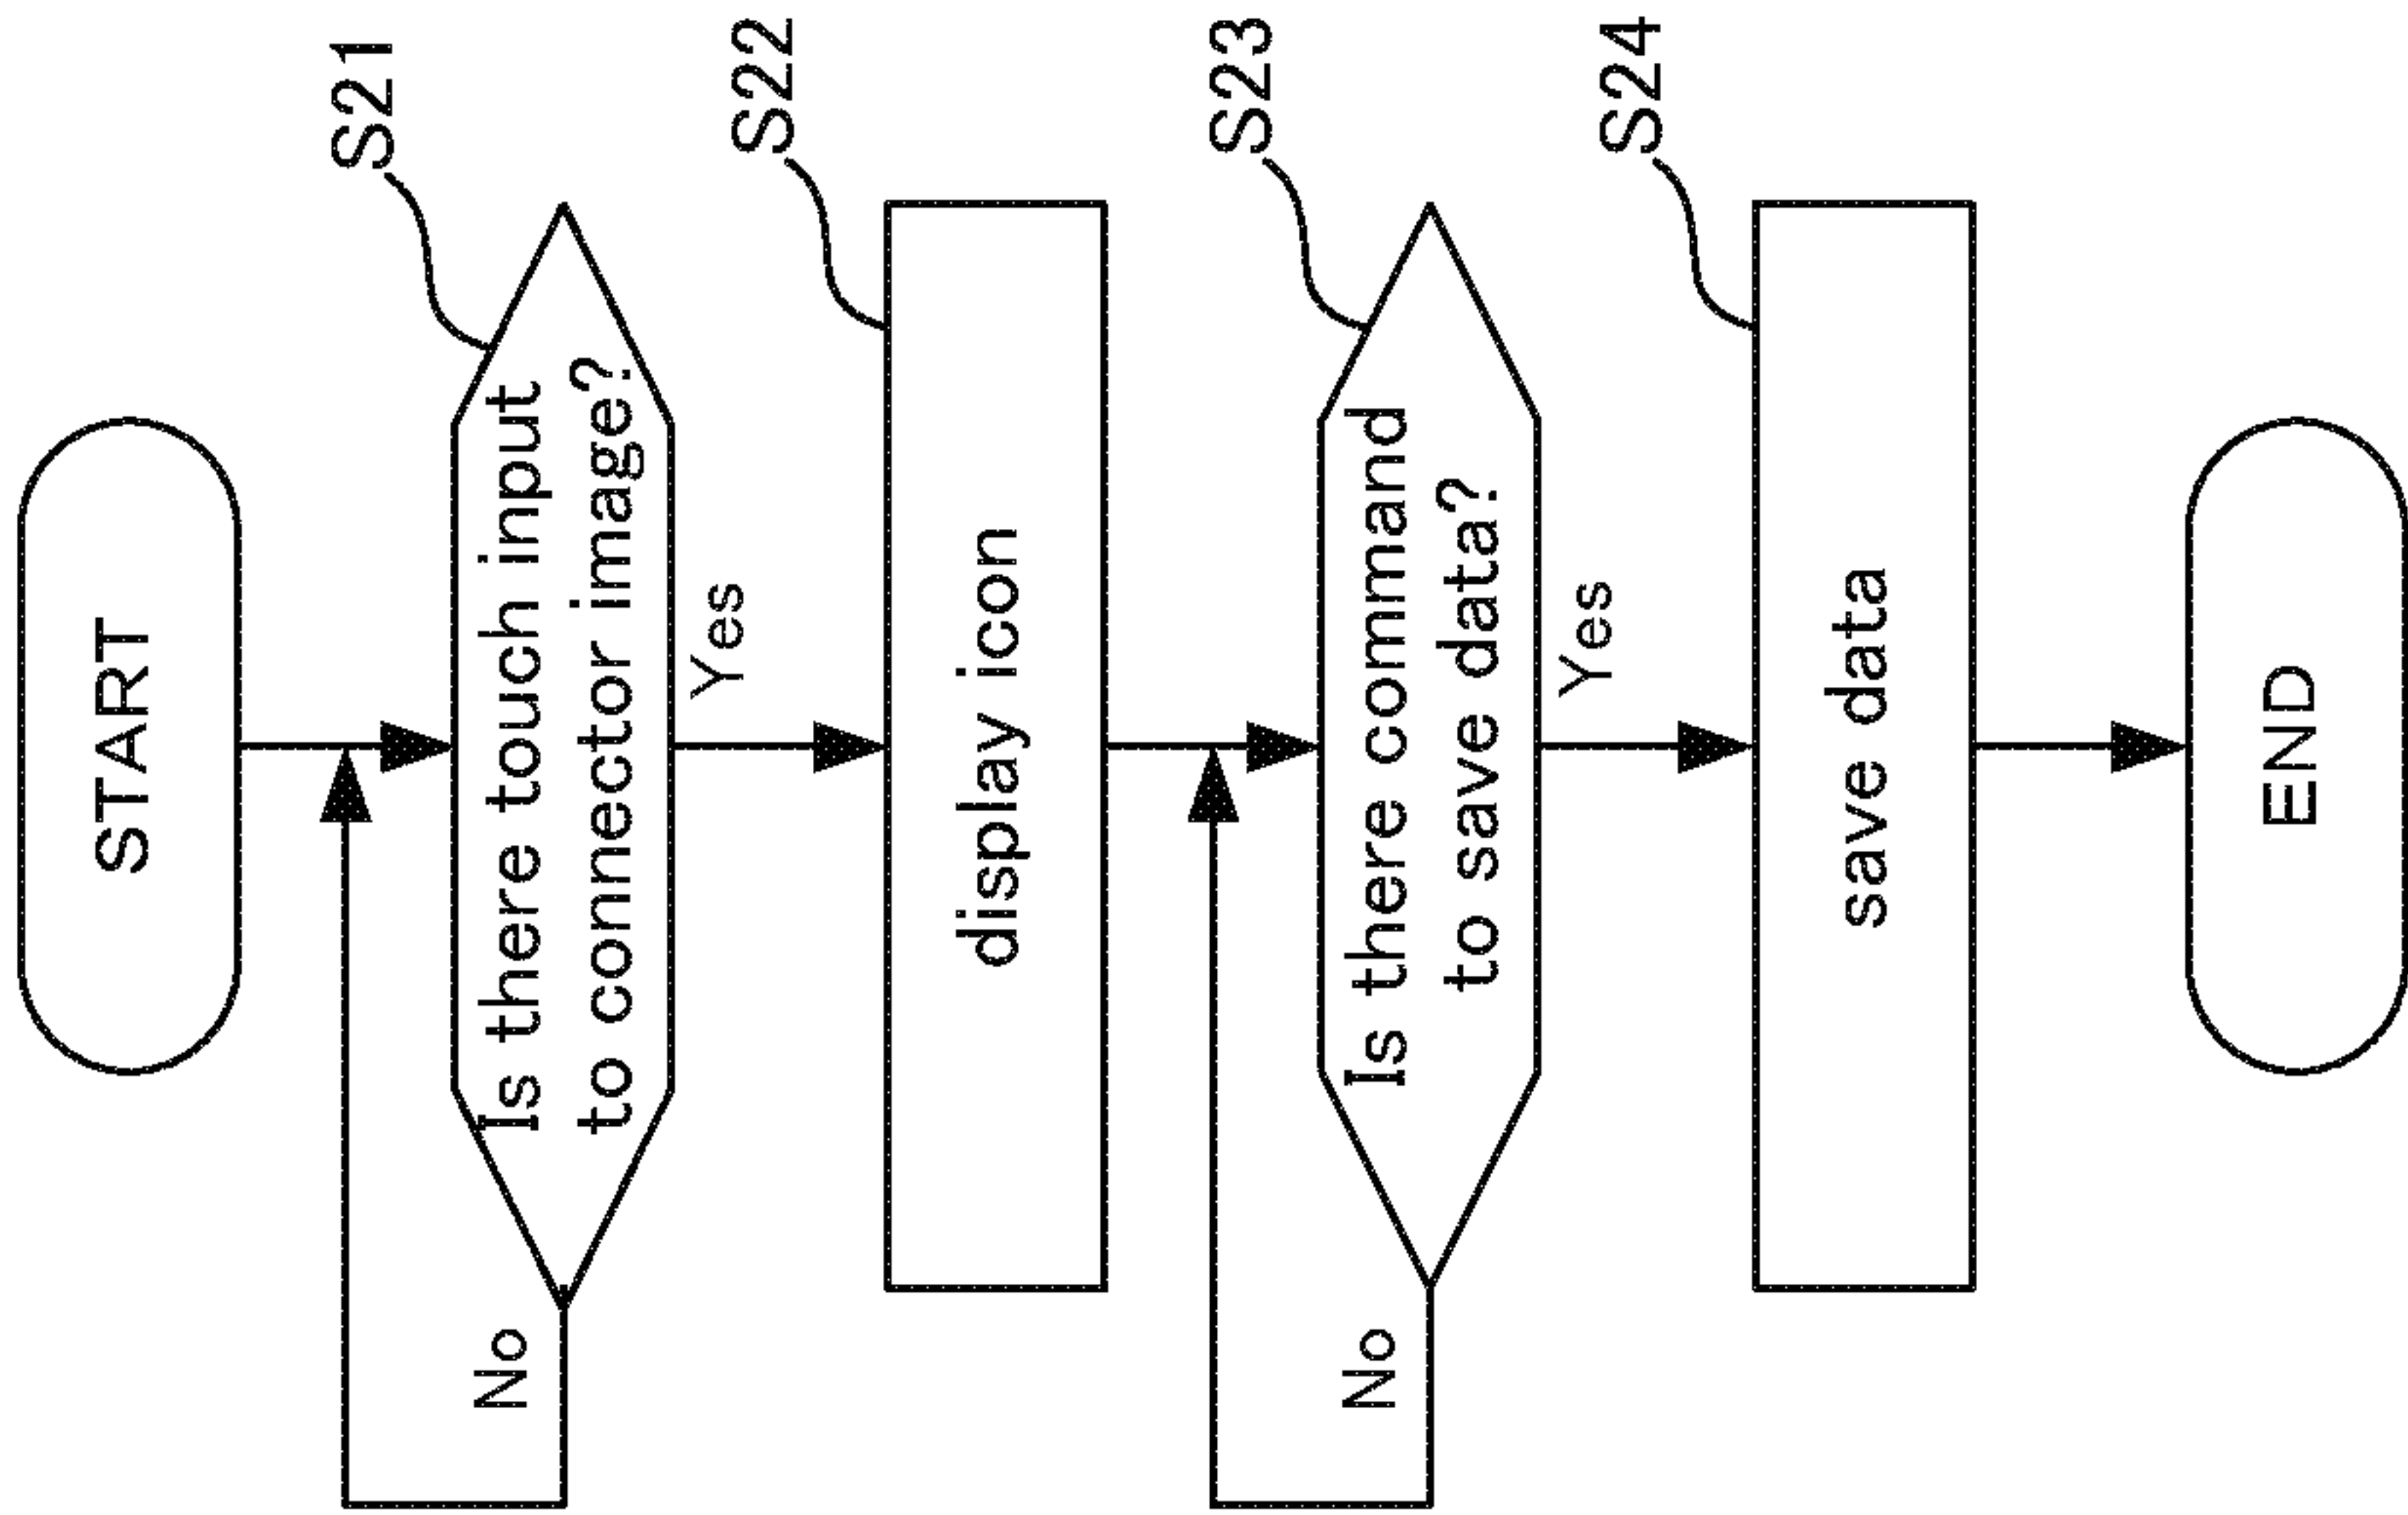 START
S21
Is there touch input
to connector image?
No
Yes
S22
display icon
S23
Is there command
to save data?
No
Yes
S24
save data
END